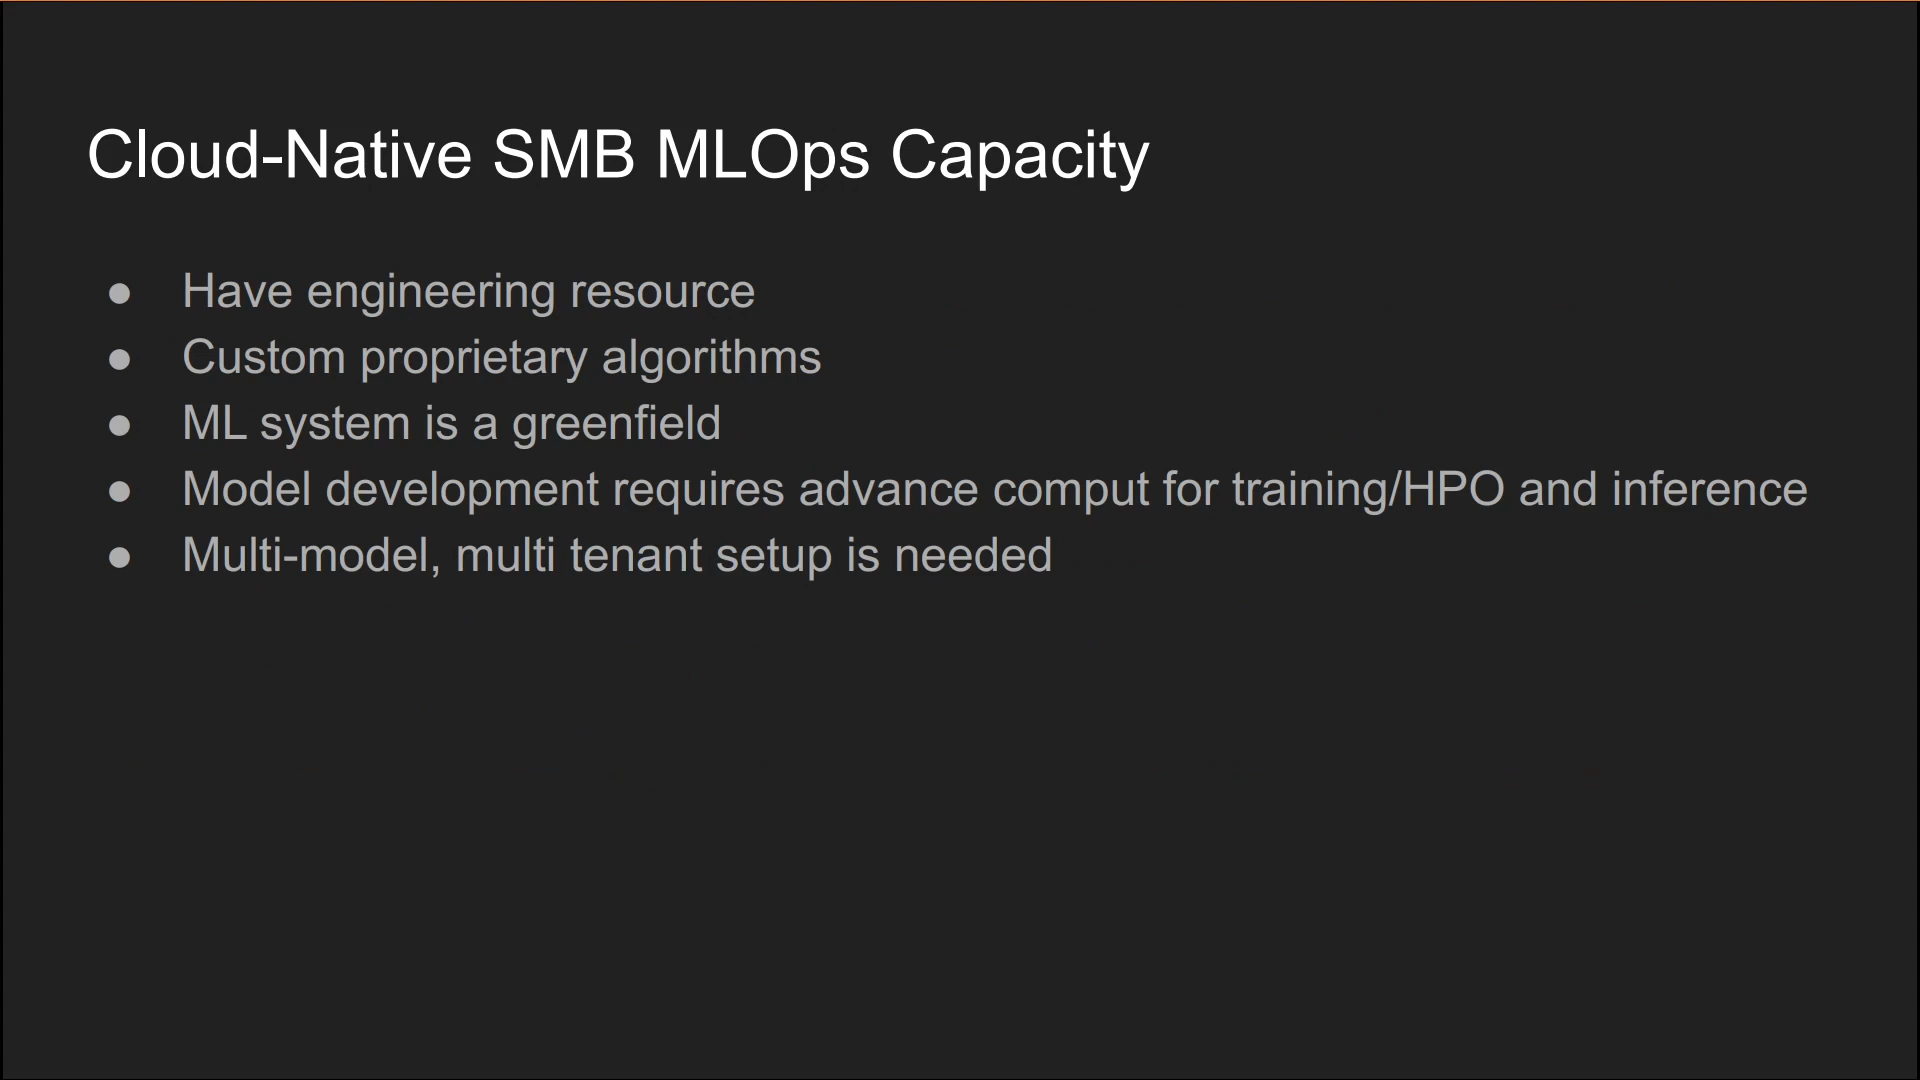 Cloud-Native SMB MLOps Capacity
● Have engineering resource
● Custom proprietary algorithms
● ML system is a greenfield
● Model development requires advance comput for training/HPO and inference
● Multi-model, multi tenant setup is needed